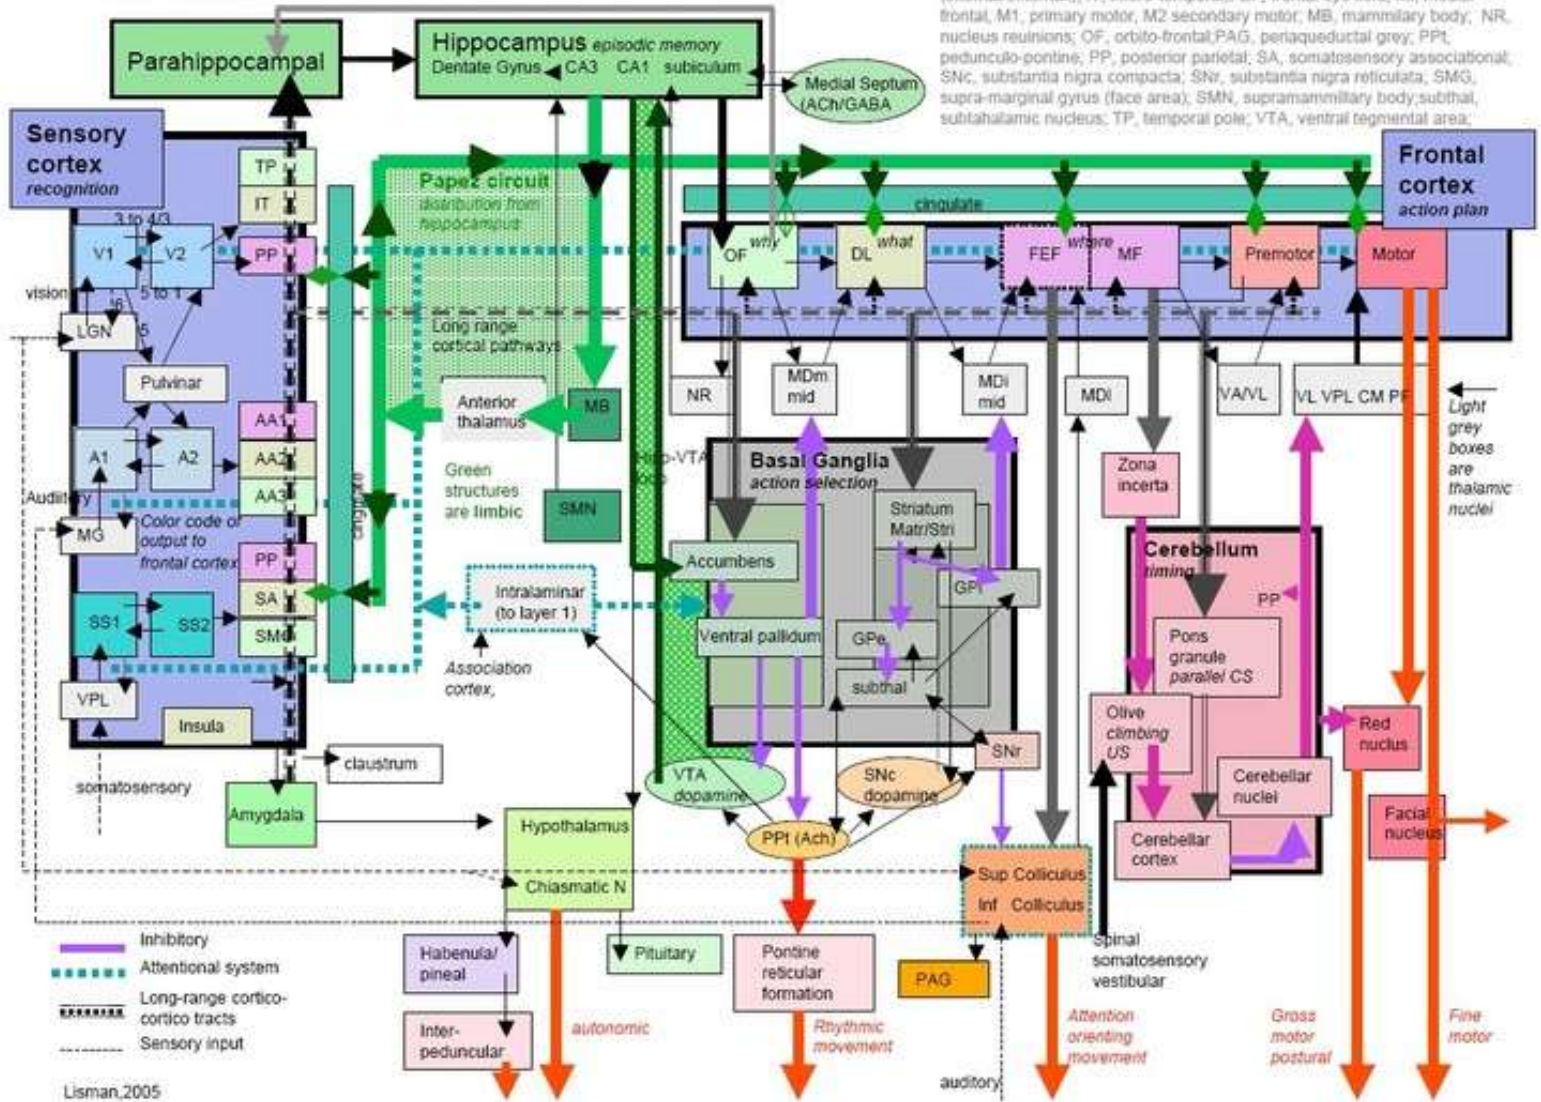 frontal, M1, primary motor, M2 secondary motor; MB, mammilary body; NR,
nucleus reuinions; OF, orbito-frontal,PAG, periaqueductal grey; PPt,
pedunculo-pontine; PP, posterior parietal; SA, somatosensory associational;
SNc, substantia nigra compacta; SNr, substantia nigra reticulata; SMG,
supra-marginal gyrus (face area); SMN, supramammillary body;subthal,
subtahalamic nucleus; TP, temporal pole; VTA, ventral tegmental area;
Parahippocampal
Hippocampus episodic memory
Dentate Gyrus CA3 CA1 subiculum
Medial Septum
(ACh/GABA
Sensory
cortex
recognition
Frontal
cortex
action plan
TP
IT
PP
3 to 4/3
V1
V2
5 to 1
6
5
vision
LGN
Pulvinar
A1
A2
AA1
AA2
AA3
Auditory
MG
Color code of
output to
frontal cortex
PP
SA
SMG
SS1
SS2
VPL
Insula
somatosensory
claustrum
Amygdala
cingulate
Papez circuit
distribution from
hippocampus
Long range
cortical pathways
Anterior
thalamus
MB
Green
structures
are limbic
SMN
Intralaminar
(to layer 1)
Association
cortex,
cingulate
OF
why
DL
what
FEF
where
MF
Premotor
Motor
NR
MDm
mid
MDi
mid
MDl
VA/VL
VL VPL CM PF
Light
grey
boxes
are
thalamic
nuclei
Basal Ganglia
action selection
Striatum
Matr/Stri
Accumbens
GPi
Ventral pallidum
GPe
subthal
SNr
VTA
dopamine
SNc
dopamine
PPt (Ach)
Zona
incerta
Cerebellum
timing
PP
Pons
granule
parallel CS
Olive
climbing
US
Cerebellar
nuclei
Cerebellar
cortex
Red
nuclus
Facial
nucleus
Hypothalamus
Chiasmatic N
Sup Colliculus
Inf Colliculus
Habenula/
pineal
Pituitary
Pontine
reticular
formation
PAG
Spinal
somatosensory
vestibular
Inter-
peduncular
autonomic
Rhythmic
movement
Attention
orienting
movement
Gross
motor
postural
Fine
motor
auditory
Inhibitory
Attentional system
Long-range cortico-
cortico tracts
Sensory input
Lisman,2005